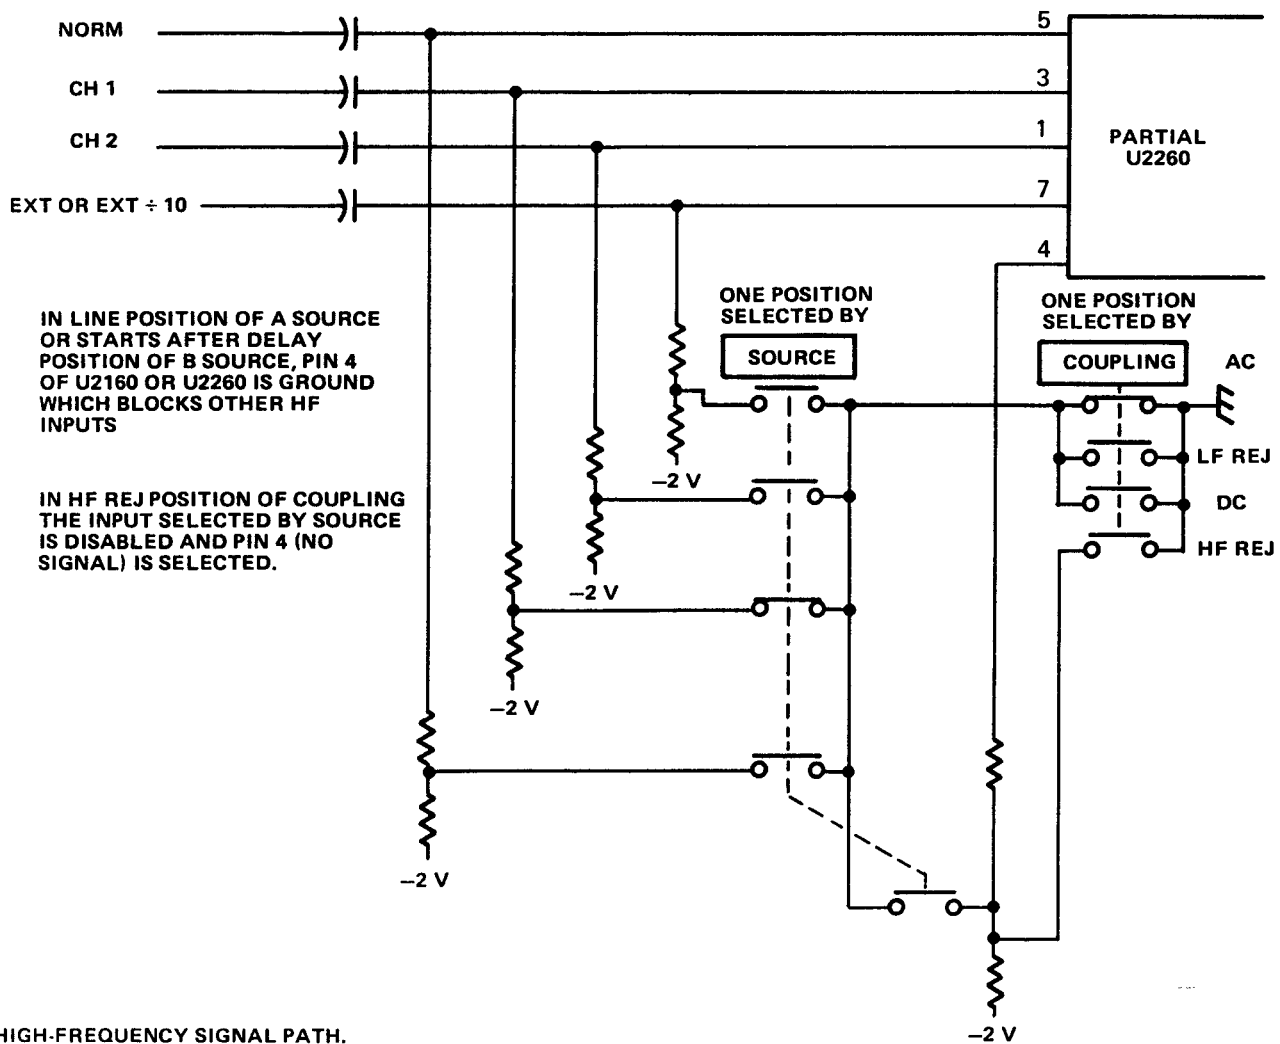 NORM
CH 1
CH 2
EXT OR EXT ÷ 10
5
3
1
7
4
PARTIAL
U2260
IN LINE POSITION OF A SOURCE
OR STARTS AFTER DELAY
POSITION OF B SOURCE, PIN 4
OF U2160 OR U2260 IS GROUND
WHICH BLOCKS OTHER HF
INPUTS
IN HF REJ POSITION OF COUPLING
THE INPUT SELECTED BY SOURCE
IS DISABLED AND PIN 4 (NO
SIGNAL) IS SELECTED.
ONE POSITION
SELECTED BY
SOURCE
ONE POSITION
SELECTED BY
COUPLING
AC
LF REJ
DC
HF REJ
–2 V
–2 V
–2 V
–2 V
–2 V
HIGH-FREQUENCY SIGNAL PATH.